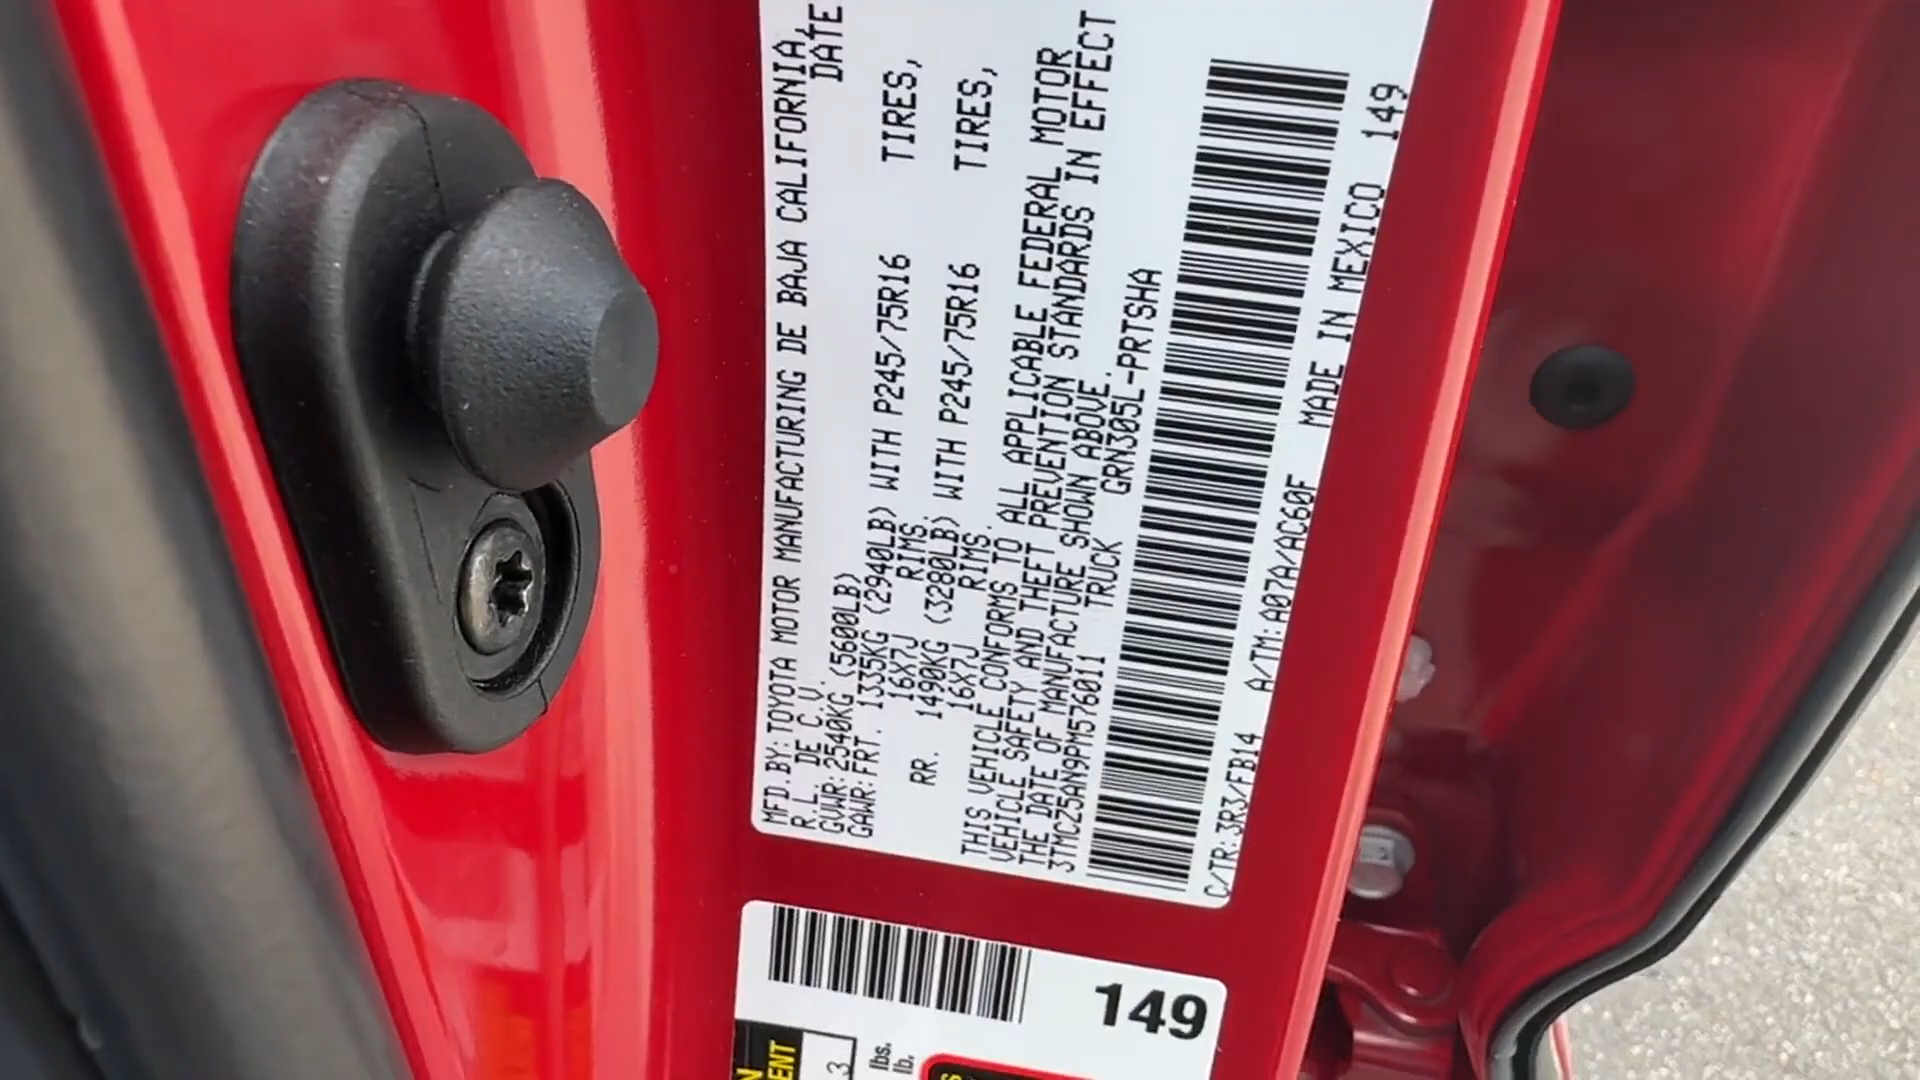 MFD.BY:TOYOTA MOTOR MANUFACTURING DE BAJA CALIFORNIA,
R.L. DE C.V. DATE
GVWR:2540KG (5600LB)
GAWR:FRT. 1335KG (2940LB) WITH P245/75R16 TIRES,
16X7J RIMS.
RR. 1490KG (3280LB) WITH P245/75R16 TIRES,
16X7J RIMS.
THIS VEHICLE CONFORMS TO ALL APPLICABLE FEDERAL MOTOR
VEHICLE SAFETY AND THEFT PREVENTION STANDARDS IN EFFECT
THE DATE OF MANUFACTURE SHOWN ABOVE.
3TMCZ5AN9PM576011 TRUCK GRN305L-PRTSHA
C/TR:3R3/FB14 A/TM:A07A/AC60F MADE IN MEXICO 149
149
3
lbs.
lb.